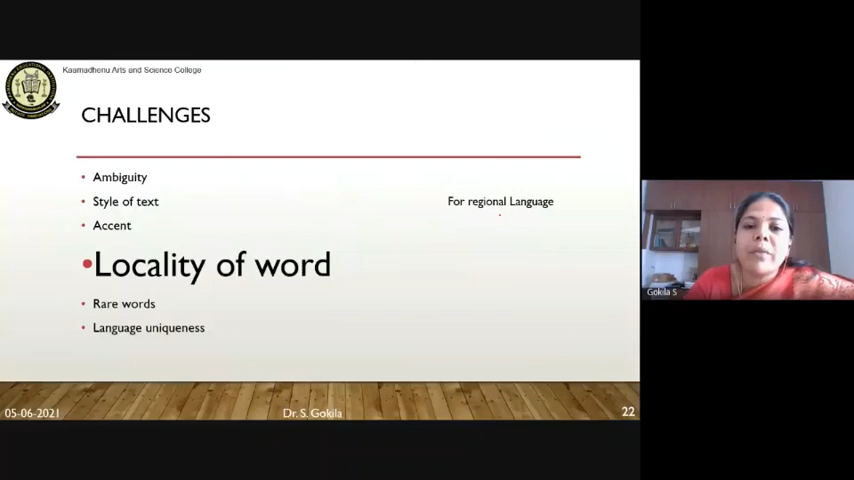 Kaamadhenu Arts and Science College
CHALLENGES
• Ambiguity
• Style of text
For regional Language
• Accent
•Locality of word
• Rare words
• Language uniqueness
Gokila S
05-06-2021
Dr. S. Gokila
22